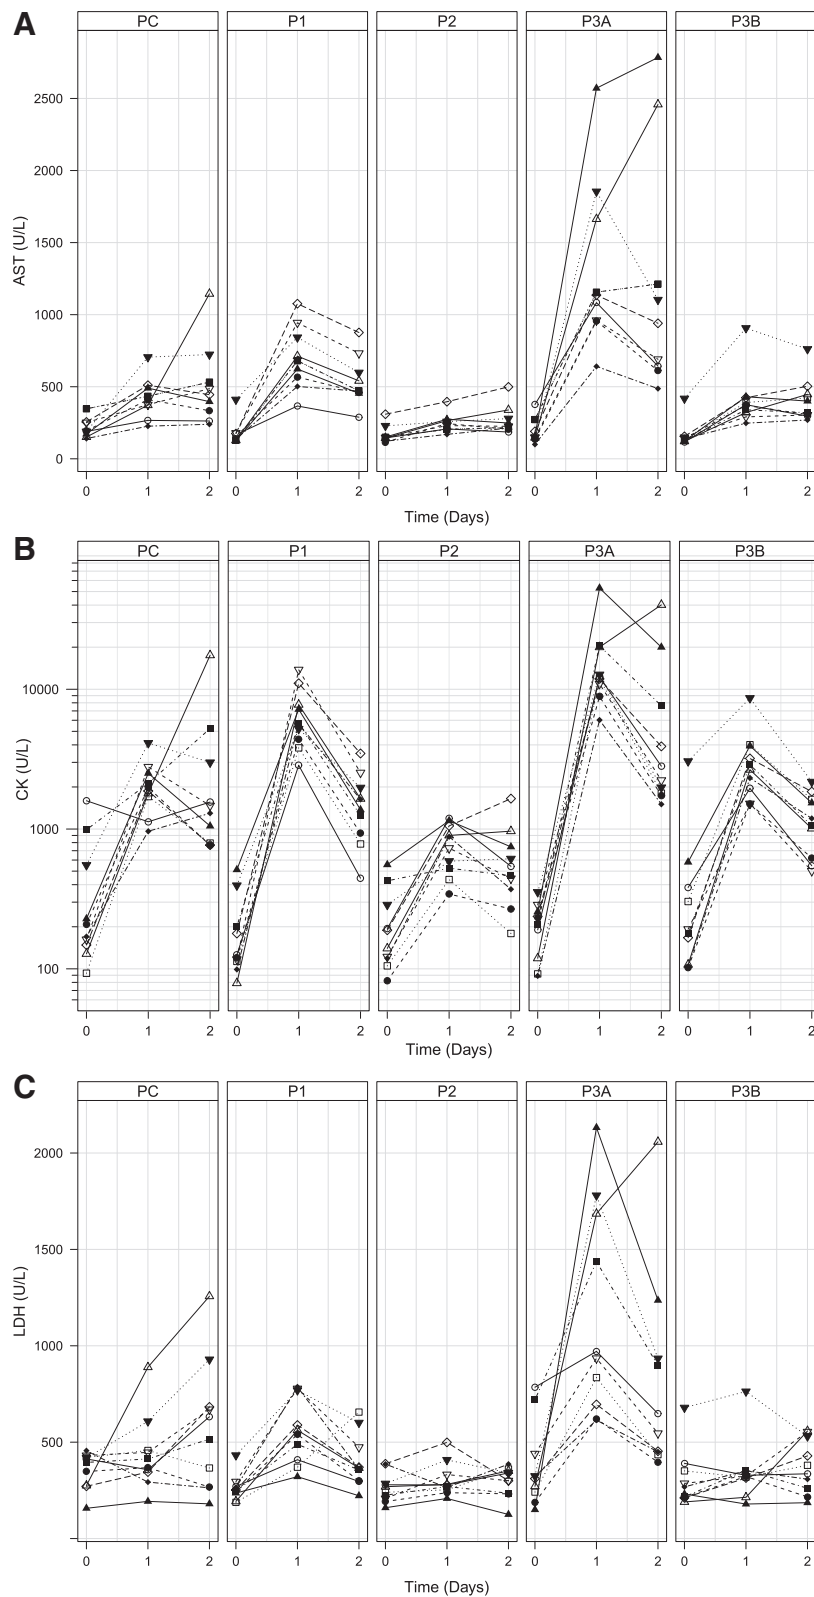 A
PC P1 P2 P3A P3B
2500
2000
1500
1000
500
0
AST (U/L)
0 1 2 0 1 2 0 1 2 0 1 2 0 1 2
Time (Days)
B
PC P1 P2 P3A P3B
10000
1000
100
CK (U/L)
0 1 2 0 1 2 0 1 2 0 1 2 0 1 2
Time (Days)
C
PC P1 P2 P3A P3B
2000
1500
1000
500
LDH (U/L)
0 1 2 0 1 2 0 1 2 0 1 2 0 1 2
Time (Days)